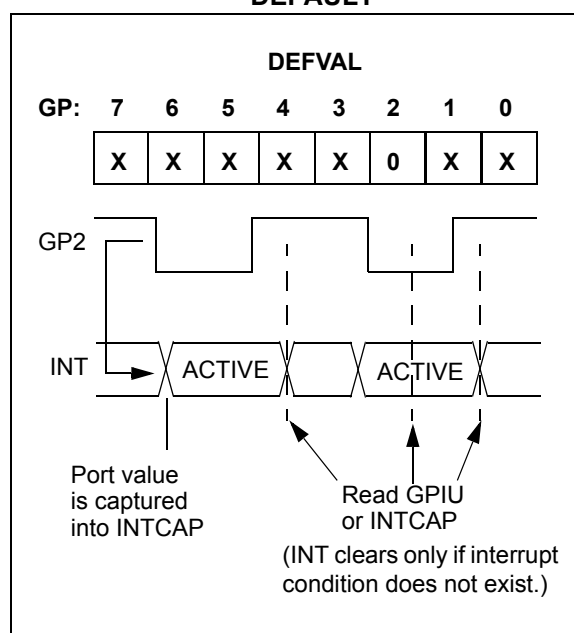 DEFAULT
DEFVAL
GP: 7 6 5 4 3 2 1 0
X X X X X 0 X X
GP2
INT ACTIVE ACTIVE
Port value
is captured
into INTCAP
Read GPIU
or INTCAP
(INT clears only if interrupt
condition does not exist.)